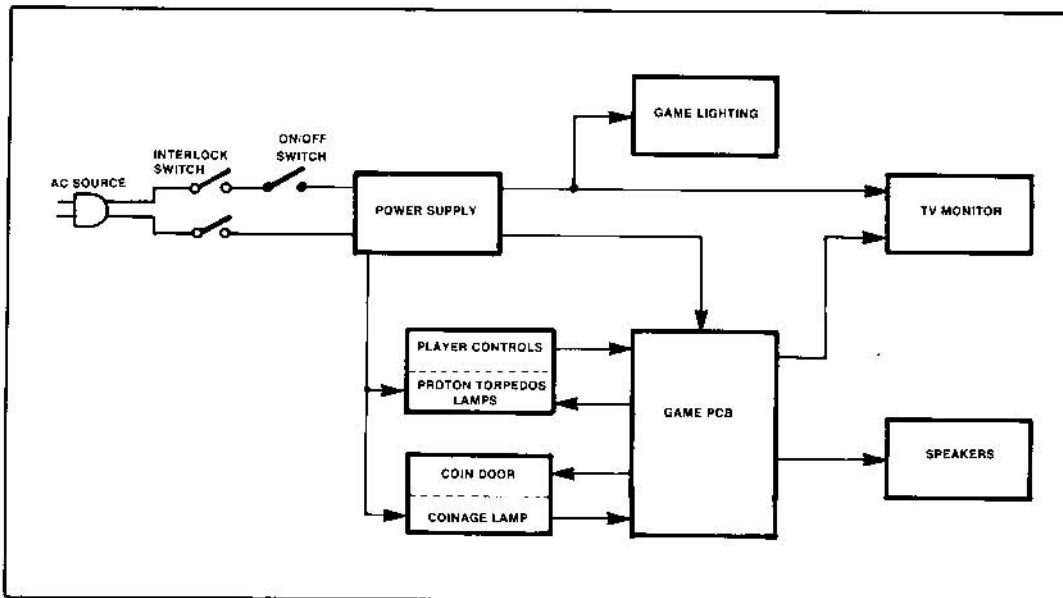 GAME LIGHTING
ON/OFF
SWITCH
INTERLOCK
SWITCH
AC SOURCE
POWER SUPPLY
TV MONITOR
PLAYER CONTROLS
PROTON TORPEDOS
LAMPS
GAME PCB
COIN DOOR
COINAGE LAMP
SPEAKERS